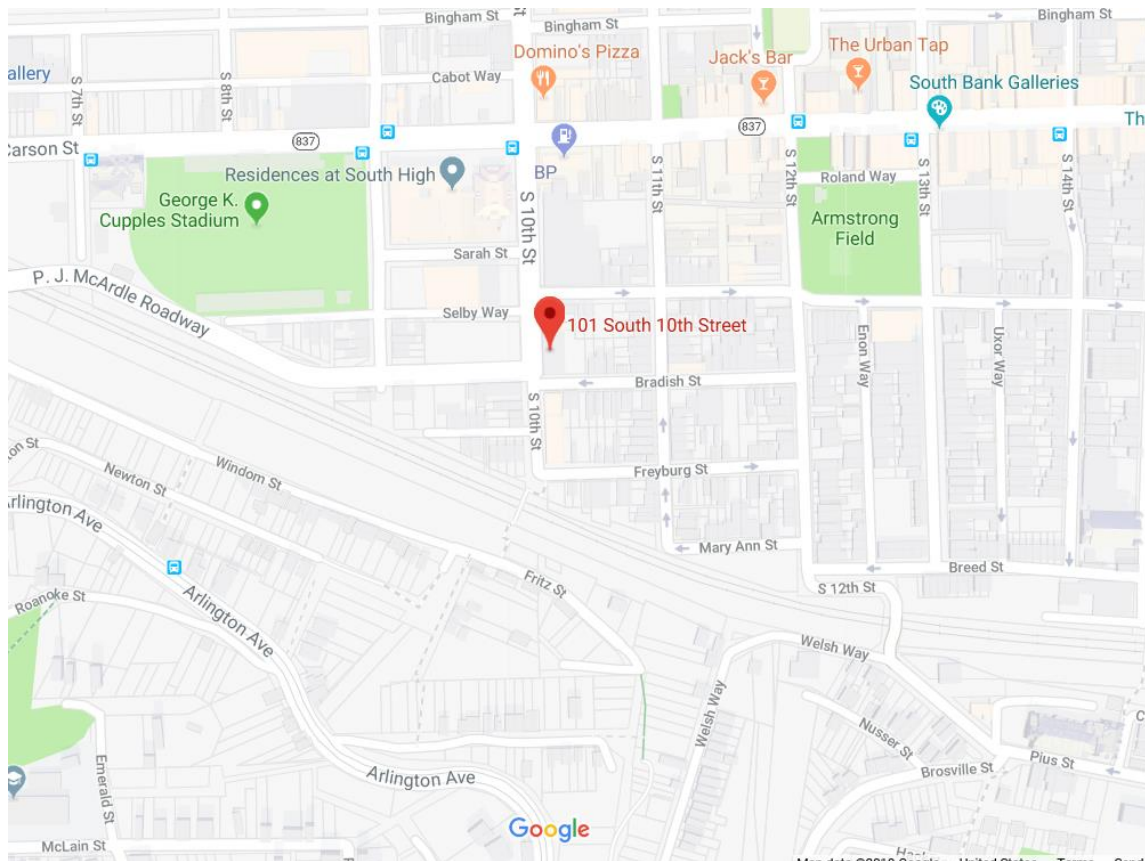 Bingham St
Bingham St
Bingham St
Domino's Pizza
Jack's Bar
The Urban Tap
allery
S 7th St
S 8th St
Cabot Way
South Bank Galleries
Th
Carson St
837
837
S 10th St
BP
S 11th St
S 12th St
S 13th St
S 14th St
Residences at South High
Roland Way
George K.
Cupples Stadium
Armstrong
Field
Sarah St
P. J. McArdle Roadway
Selby Way
101 South 10th Street
Enon Way
Uxor Way
Bradish St
S 10th St
on St
Newton St
Windom St
Freyburg St
Arlington Ave
Mary Ann St
Fritz St
Breed St
S 12th St
Roanoke St
Arlington Ave
Welsh Way
Welsh Way
Nusser St
Pius St
Brosville St
Emerald St
Arlington Ave
Google
McLain St